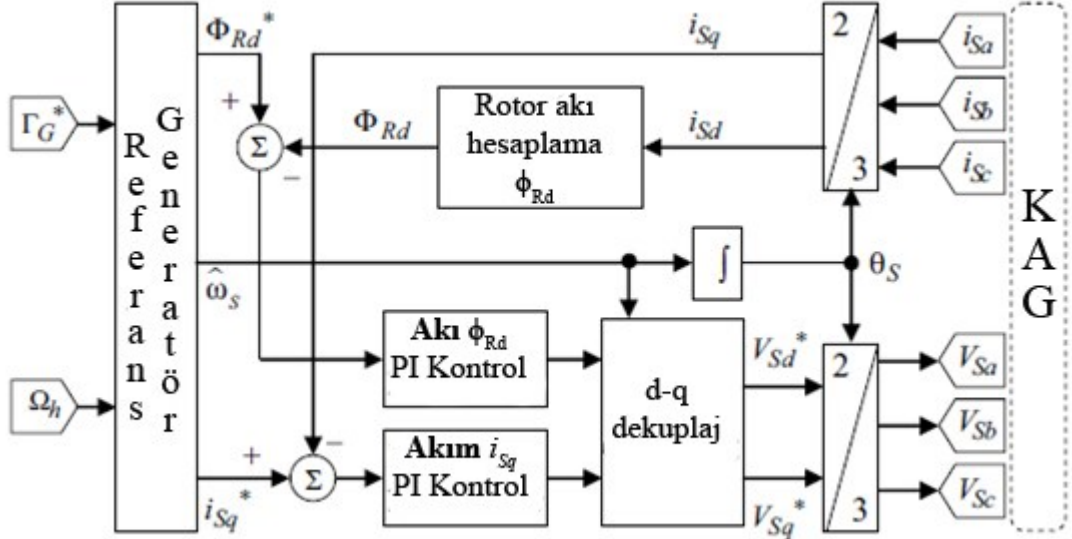 Γ_G*
Ω_h
Referans
Generatör
Φ_Rd*
+
Σ
−
Φ_Rd
Rotor akı
hesaplama
ϕ_Rd
i_Sq
i_Sd
2
3
i_Sa
i_Sb
i_Sc
KAG
ω̂_S
∫
θ_S
Akı ϕ_Rd
PI Kontrol
d-q
dekuplaj
V_Sd*
V_Sq*
2
3
V_Sa
V_Sb
V_Sc
i_Sq*
+
−
Σ
Akım i_Sq
PI Kontrol